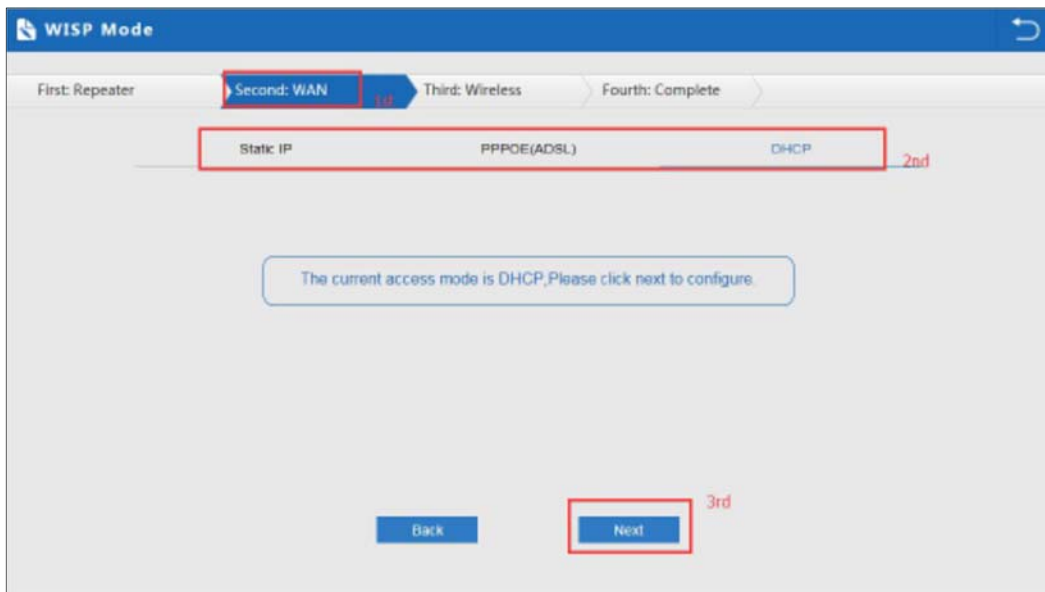 WISP Mode
First: Repeater Second: WAN Third: Wireless Fourth: Complete
Static IP PPPOE(ADSL) DHCP
2nd
The current access mode is DHCP,Please click next to configure.
3rd
Back Next